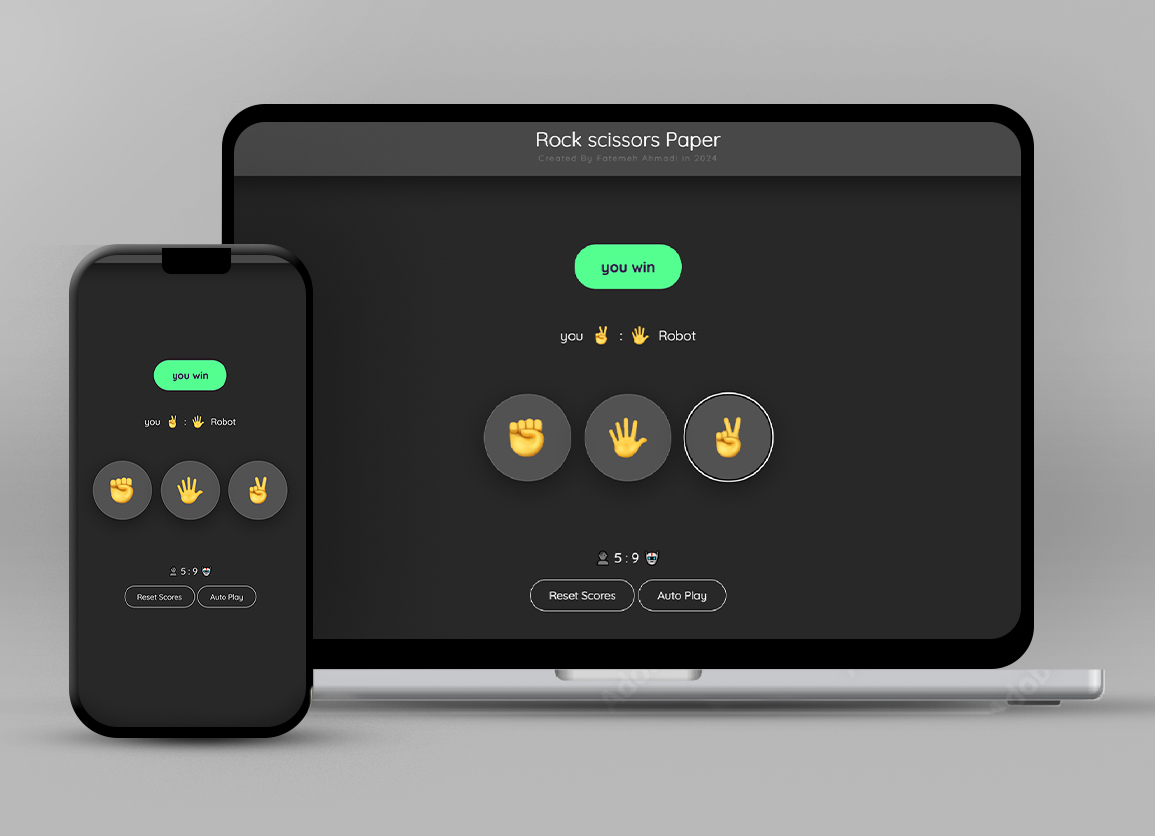 Rock scissors Paper
Created By Fatemeh Ahmadi in 2024
you win
you ✌️ : 🖐️ Robot
5 : 9
Reset Scores
Auto Play
you win
you ✌️ : 🖐️ Robot
5 : 9
Reset Scores
Auto Play